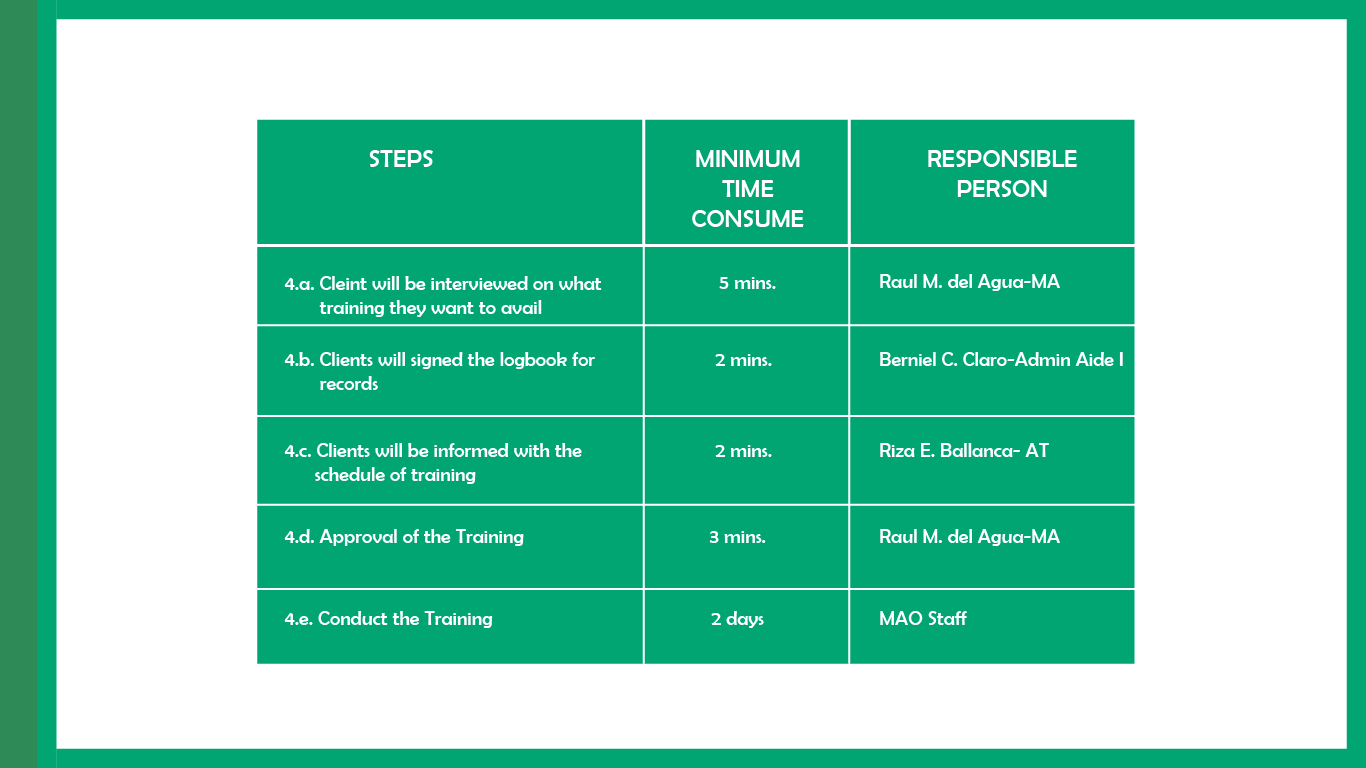 STEPS
MINIMUM
TIME
CONSUME
RESPONSIBLE
PERSON
4.a. Cleint will be interviewed on what
training they want to avail
5 mins.
Raul M. del Agua-MA
4.b. Clients will signed the logbook for
records
2 mins.
Berniel C. Claro-Admin Aide I
4.c. Clients will be informed with the
schedule of training
2 mins.
Riza E. Ballanca- AT
4.d. Approval of the Training
3 mins.
Raul M. del Agua-MA
4.e. Conduct the Training
2 days
MAO Staff